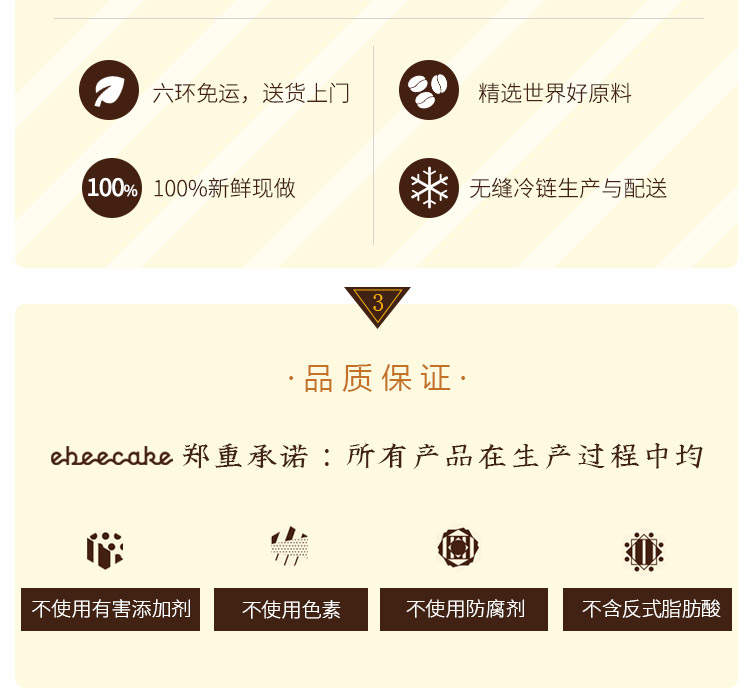 六环免运，送货上门
精选世界好原料
100%
100%新鲜现做
无缝冷链生产与配送
3
·品质保证·
ebeecake 郑重承诺：所有产品在生产过程中均
不使用有害添加剂
不使用色素
不使用防腐剂
不含反式脂肪酸